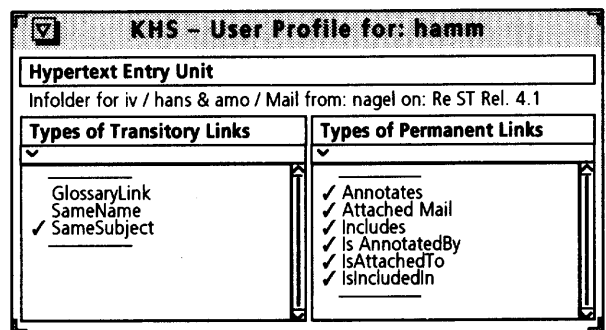 KHS – User Profile for: hamm
Hypertext Entry Unit
Infolder for iv / hans & amo / Mail from: nagel on: Re ST Rel. 4.1
Types of Transitory Links
GlossaryLink
SameName
✓ SameSubject
Types of Permanent Links
✓ Annotates
✓ Attached Mail
✓ Includes
✓ Is AnnotatedBy
✓ IsAttachedTo
✓ IsIncludedIn